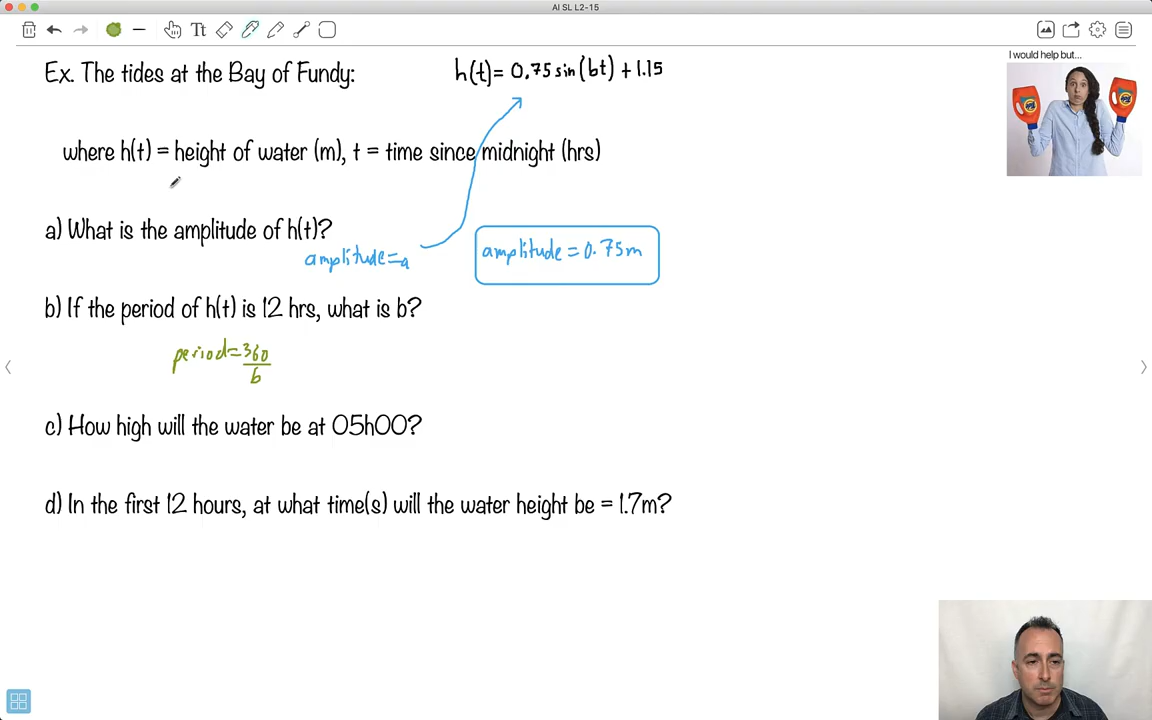 AI SL L2-15
Tt
I would help but...
Ex. The tides at the Bay of Fundy:
h(t)= 0.75 sin(bt) + 1.15
where h(t) = height of water (m), t = time since midnight (hrs)
a) What is the amplitude of h(t)?
amplitude=a
amplitude = 0.75m
b) If the period of h(t) is 12 hrs, what is b?
period=360
b
c) How high will the water be at 05h00?
d) In the first 12 hours, at what time(s) will the water height be = 1.7m?